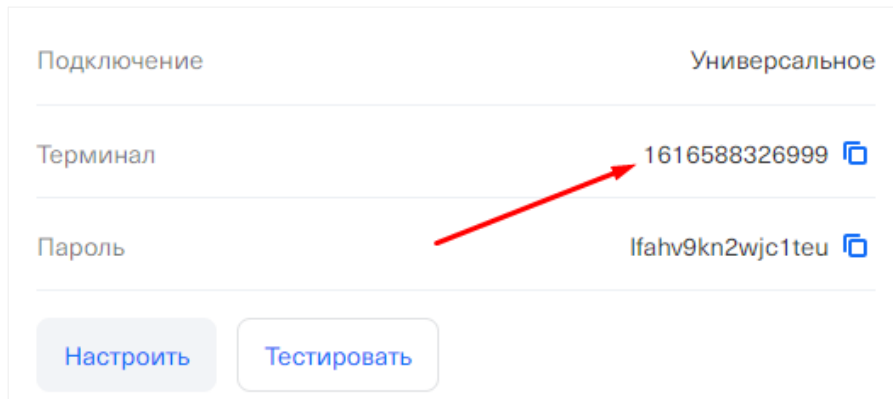 Подключение Универсальное
Терминал 1616588326999
Пароль lfahv9kn2wjc1teu
Настроить Тестировать